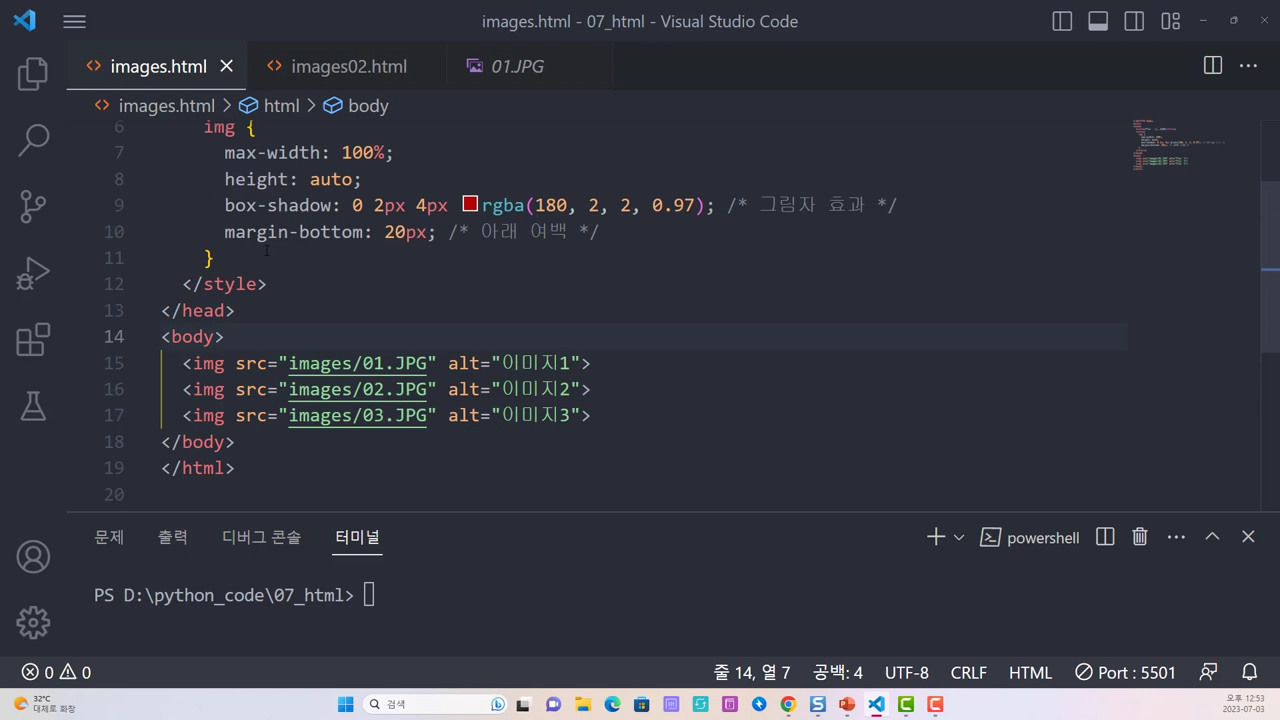 images.html - 07_html - Visual Studio Code
images.html
images02.html
01.JPG
images.html > html > body
6 img {
7 max-width: 100%;
8 height: auto;
9 box-shadow: 0 2px 4px rgba(180, 2, 2, 0.97); /* 그림자 효과 */
10 margin-bottom: 20px; /* 아래 여백 */
11 }
12 </style>
13 </head>
14 <body>
15 <img src="images/01.JPG" alt="이미지1">
16 <img src="images/02.JPG" alt="이미지2">
17 <img src="images/03.JPG" alt="이미지3">
18 </body>
19 </html>
20
문제 출력 디버그 콘솔 터미널 powershell
PS D:\python_code\07_html>
0 0 줄 14, 열 7 공백: 4 UTF-8 CRLF HTML Port : 5501
32°C
대체로 화창
검색
오후 12:53
2023-07-03